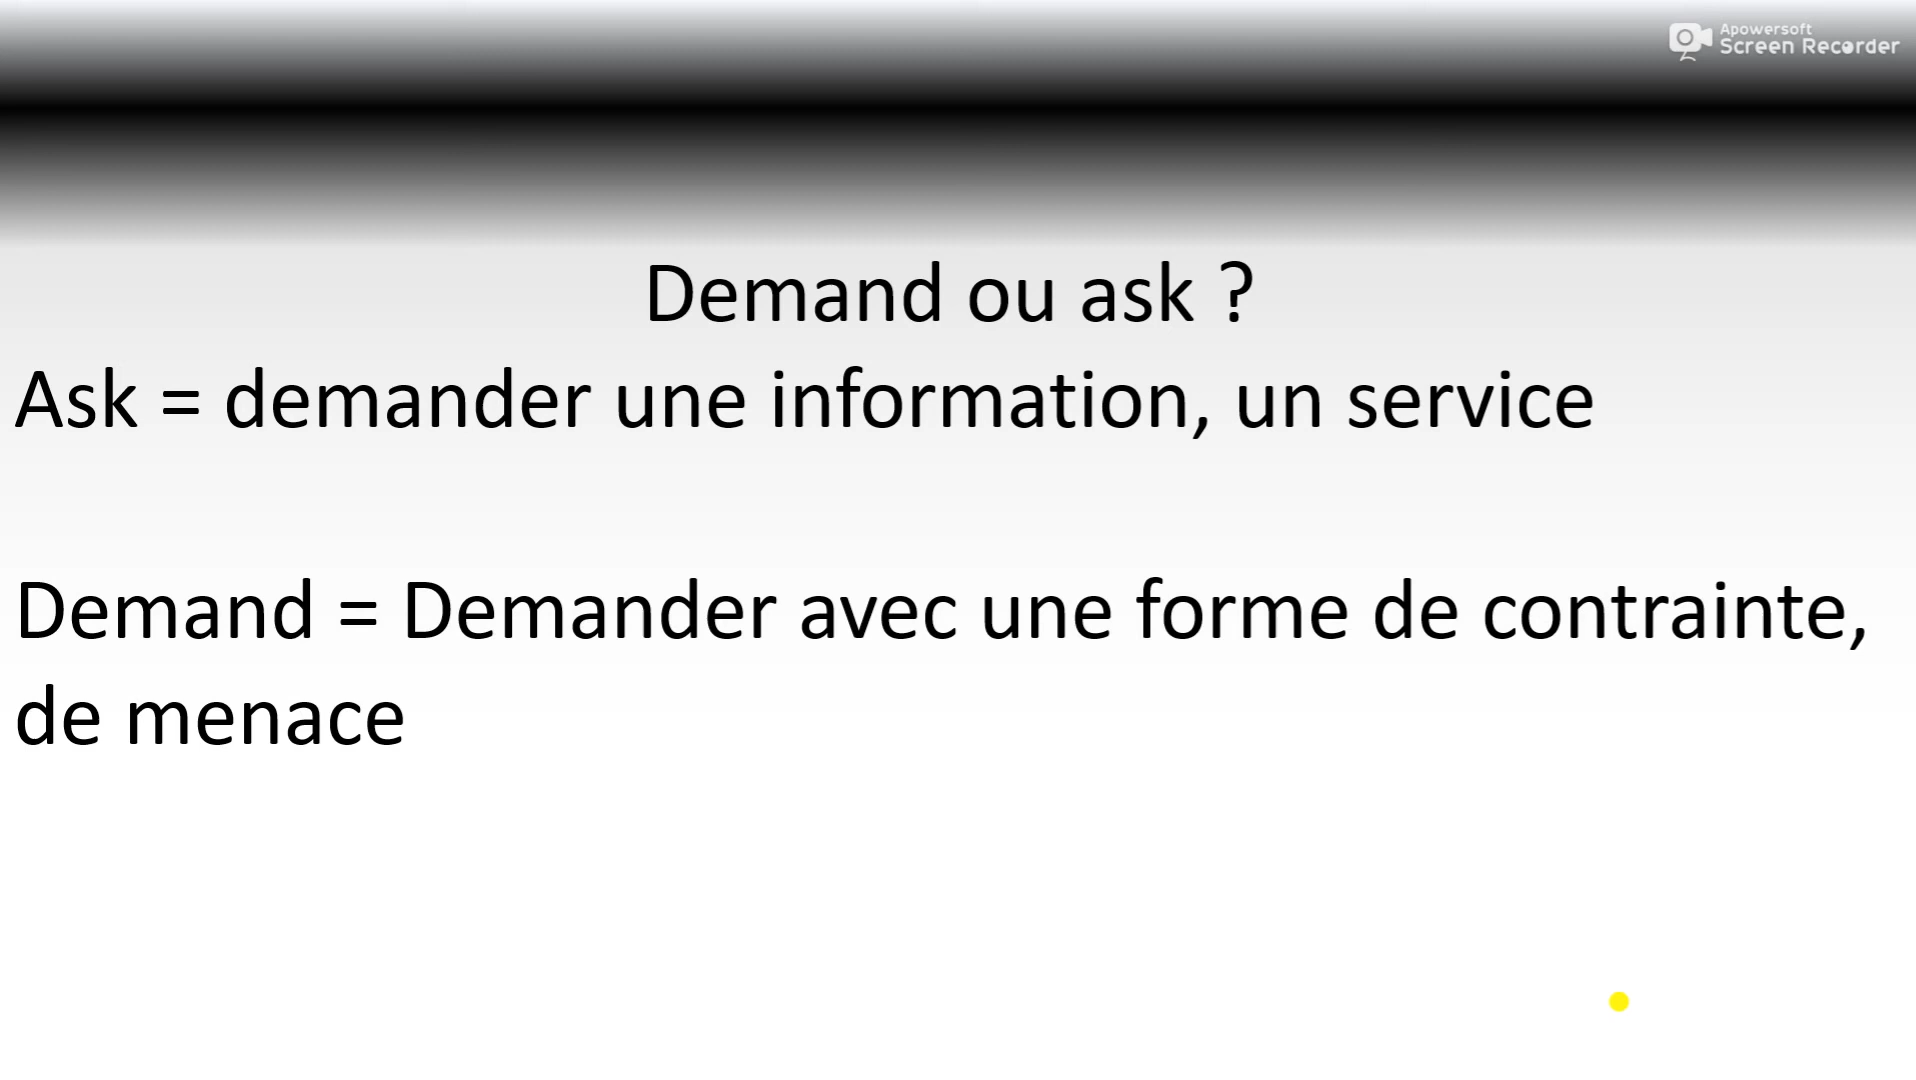 Apowersoft
Screen Recorder
Demand ou ask ?
Ask = demander une information, un service
Demand = Demander avec une forme de contrainte,
de menace